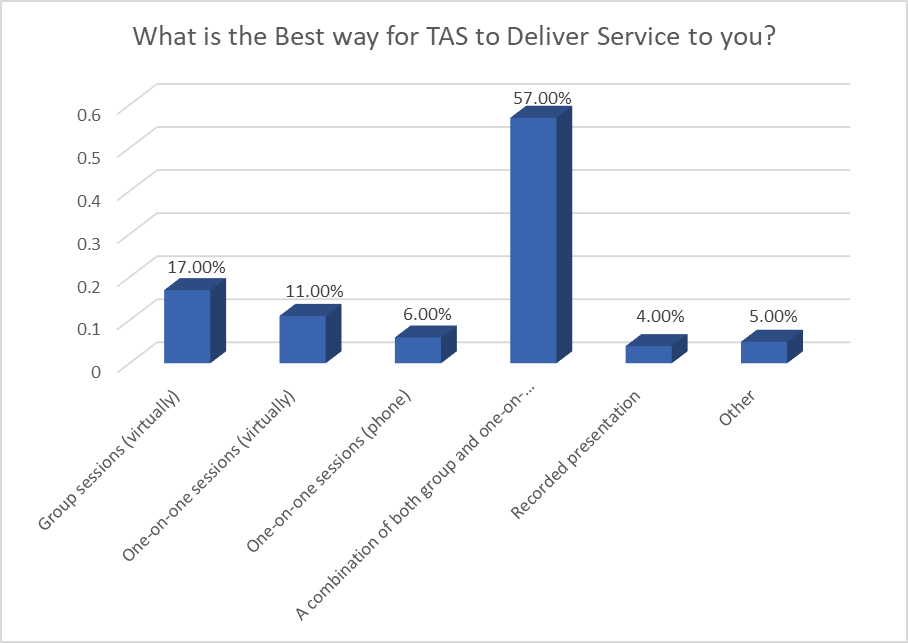 What is the Best way for TAS to Deliver Service to you?
0.6
0.5
0.4
0.3
0.2
0.1
0
17.00%
11.00%
6.00%
57.00%
4.00%
5.00%
Group sessions (virtually)
One-on-one sessions (virtually)
One-on-one sessions (phone)
A combination of both group and one-on-...
Recorded presentation
Other